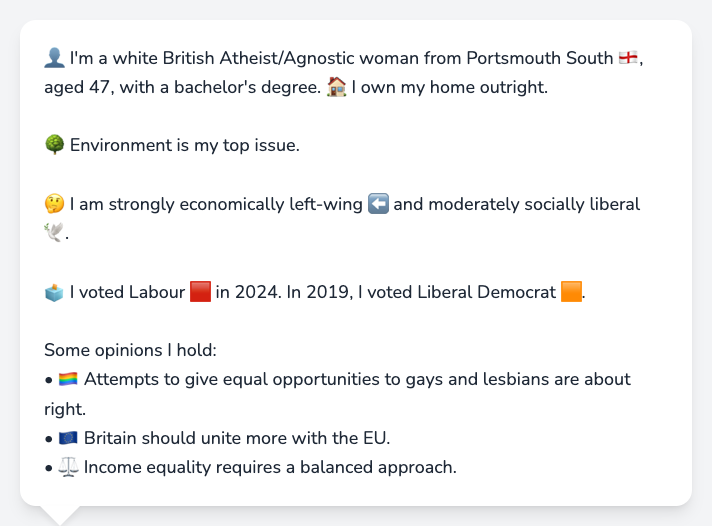 👤 I'm a white British Atheist/Agnostic woman from Portsmouth South 🏴󠁧󠁢󠁥󠁮󠁧󠁿,
aged 47, with a bachelor's degree. 🏠 I own my home outright.
🌳 Environment is my top issue.
🤔 I am strongly economically left-wing ⬅️ and moderately socially liberal
🕊️.
🗳️ I voted Labour 🟥 in 2024. In 2019, I voted Liberal Democrat 🟧.
Some opinions I hold:
• 🏳️‍🌈 Attempts to give equal opportunities to gays and lesbians are about
right.
• 🇪🇺 Britain should unite more with the EU.
• ⚖️ Income equality requires a balanced approach.